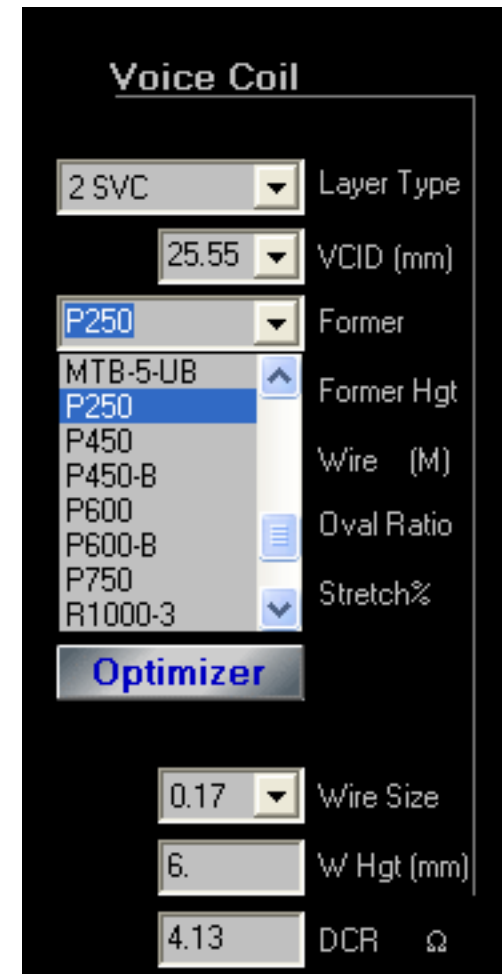 Voice Coil
2 SVC Layer Type
25.55 VCID (mm)
P250 Former
MTB-5-UB
P250
P450
P450-B
P600
P600-B
P750
R1000-3
Former Hgt
Wire (M)
Oval Ratio
Stretch%
Optimizer
0.17 Wire Size
6. W Hgt (mm)
4.13 DCR Ω